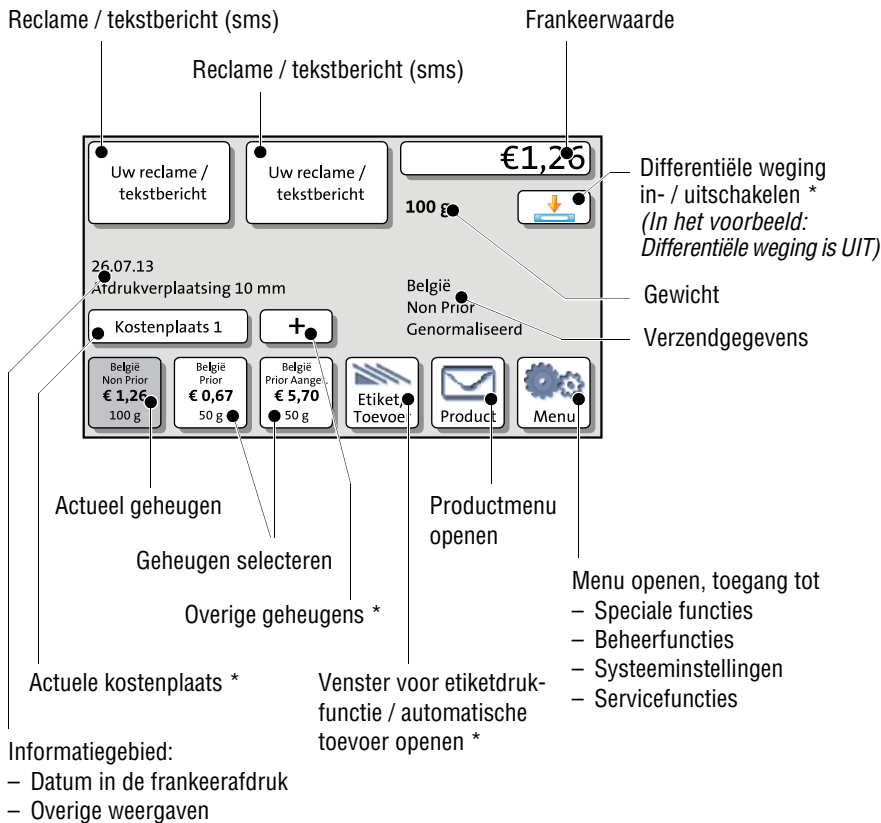 Reclame / tekstbericht (sms)
Frankeerwaarde
Reclame / tekstbericht (sms)
Uw reclame /
tekstbericht
Uw reclame /
tekstbericht
€1,26
Differentiële weging
in- / uitschakelen *
(In het voorbeeld:
Differentiële weging is UIT)
100 g
26.07.13
Afdrukverplaatsing 10 mm
België
Non Prior
Genormaliseerd
Gewicht
Verzendgegevens
Kostenplaats 1
+
België
Non Prior
€ 1,26
100 g
België
Prior
€ 0,67
50 g
België
Prior Aange.
€ 5,70
50 g
Etiket,
Toevoer
Product
Menu
Actueel geheugen
Productmenu
openen
Geheugen selecteren
Menu openen, toegang tot
– Speciale functies
– Beheerfuncties
– Systeeminstellingen
– Servicefuncties
Overige geheugens *
Actuele kostenplaats *
Venster voor etiketdruk-
functie / automatische
toevoer openen *
Informatiegebied:
– Datum in de frankeerafdruk
– Overige weergaven